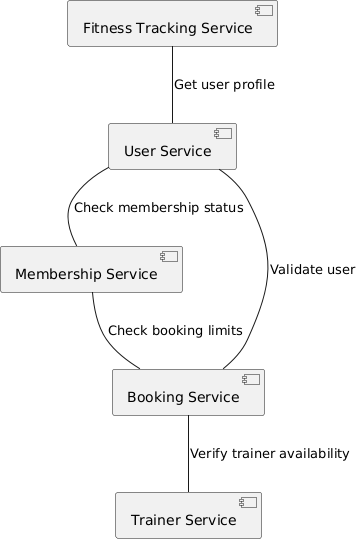 Fitness Tracking Service
Get user profile
User Service
Check membership status
Membership Service
Validate user
Check booking limits
Booking Service
Verify trainer availability
Trainer Service